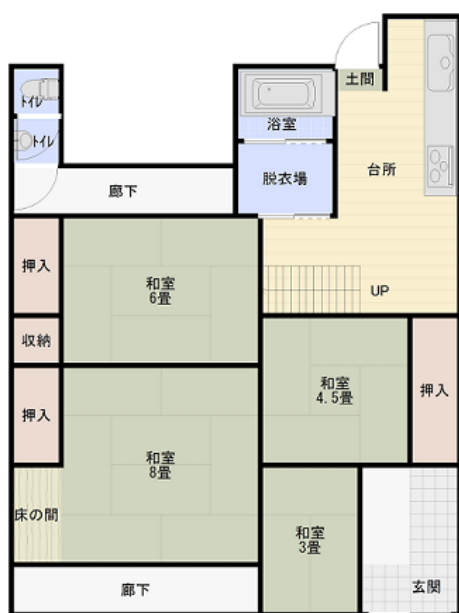 土間
トイレ
浴室
トイレ
台所
脱衣場
廊下
押入
和室
6畳
UP
収納
和室
4.5畳
押入
押入
和室
8畳
床の間
和室
3畳
廊下
玄関